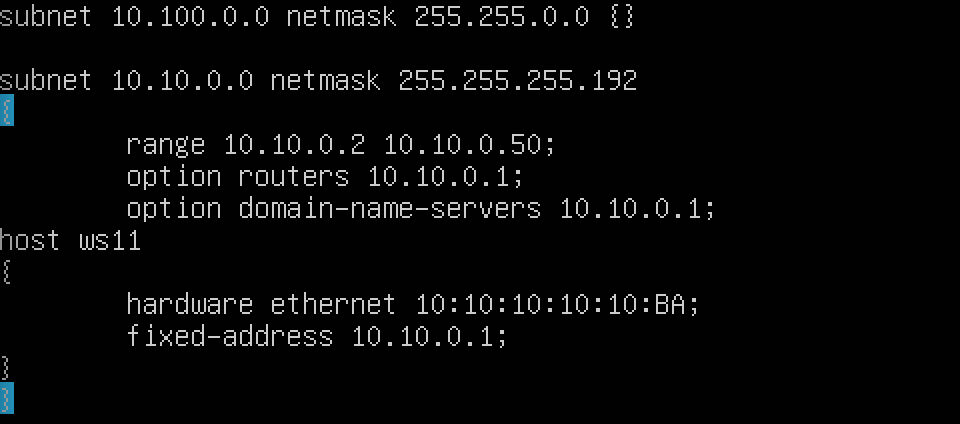 subnet 10.100.0.0 netmask 255.255.0.0 {}
subnet 10.10.0.0 netmask 255.255.255.192
{
range 10.10.0.2 10.10.0.50;
option routers 10.10.0.1;
option domain-name-servers 10.10.0.1;
host ws11
{
hardware ethernet 10:10:10:10:10:BA;
fixed-address 10.10.0.1;
}
}